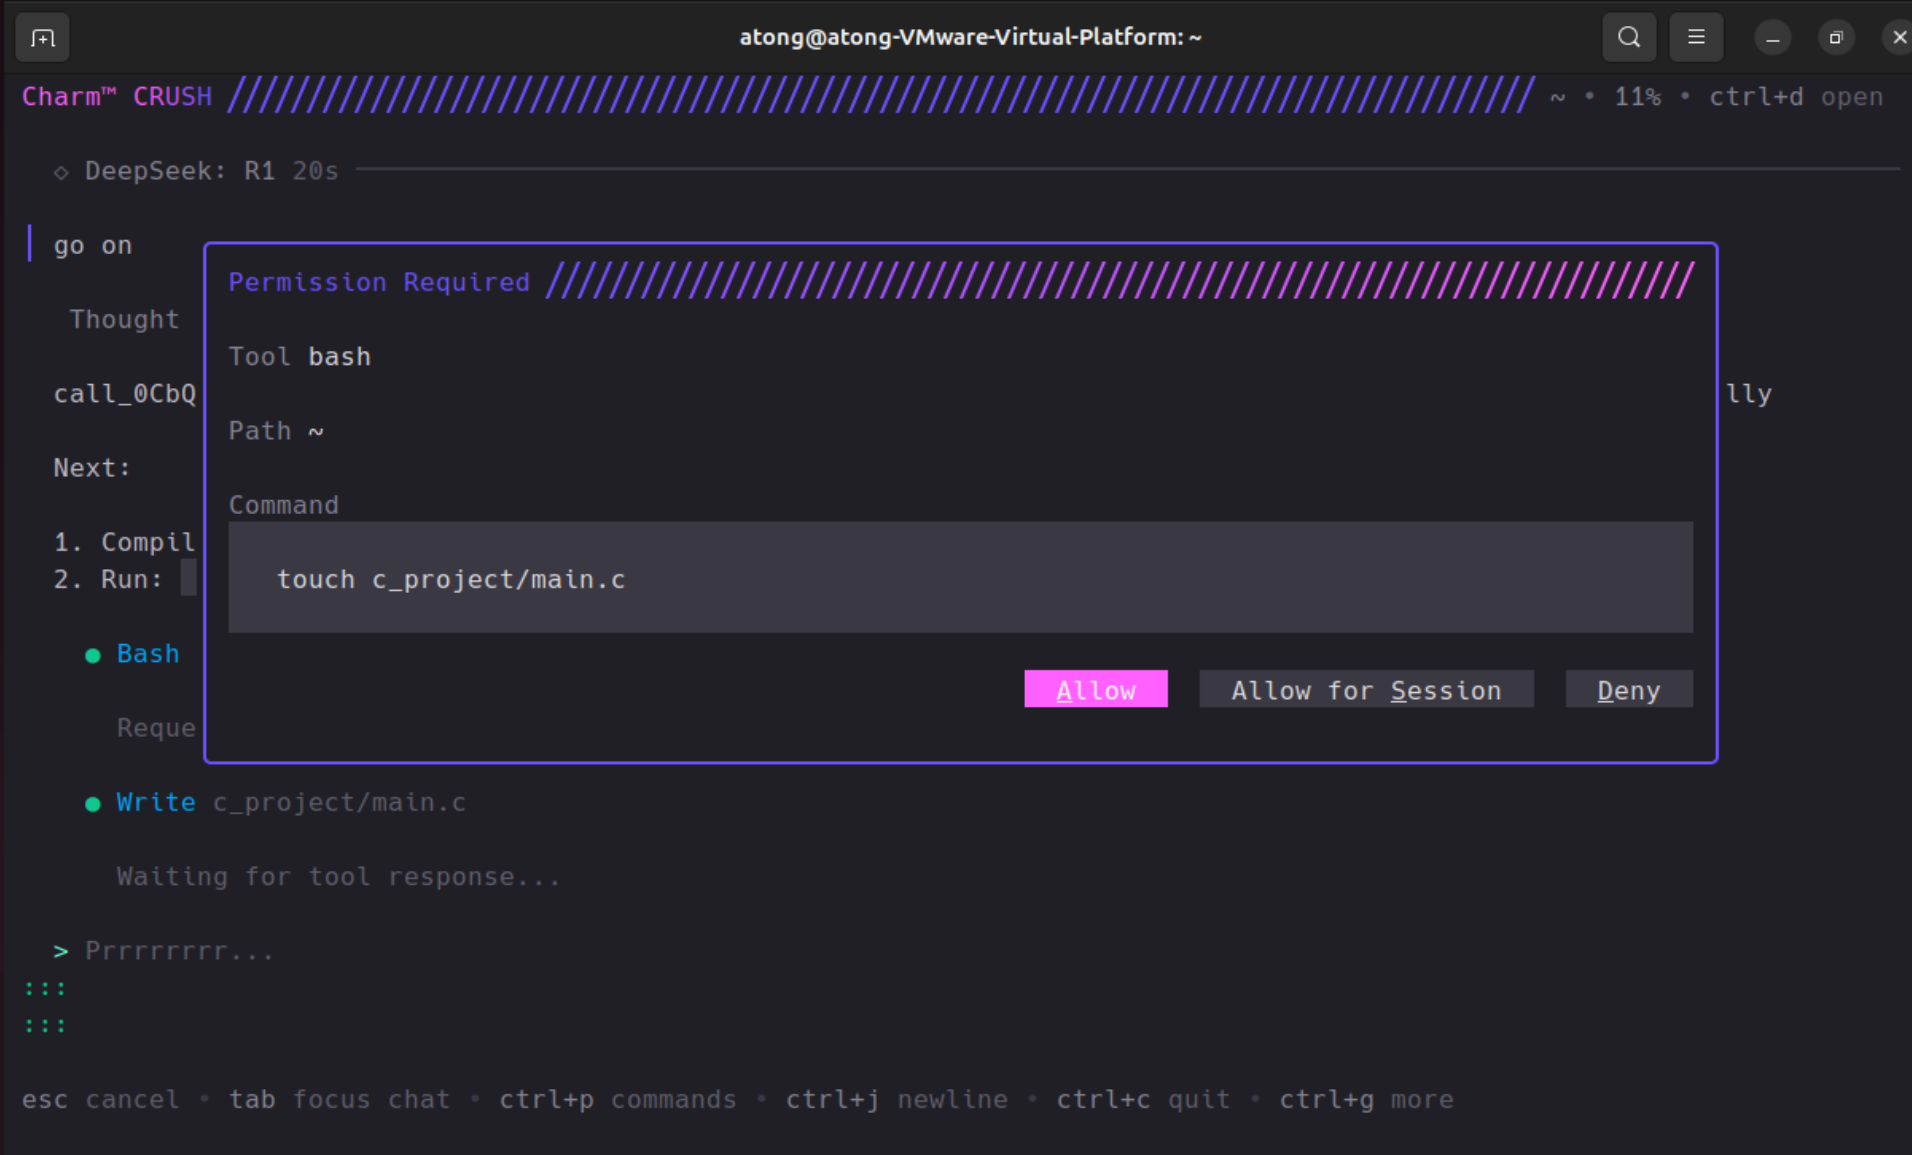 atong@atong-VMware-Virtual-Platform: ~
Charm™ CRUSH ~ • 11% • ctrl+d open
◇ DeepSeek: R1 20s
go on
Permission Required
Thought
Tool bash
call_0CbQ lly
Path ~
Next:
Command
1. Compil
2. Run:
touch c_project/main.c
● Bash
Allow Allow for Session Deny
Reque
● Write c_project/main.c
Waiting for tool response...
> Prrrrrrrr...
:::
:::
esc cancel • tab focus chat • ctrl+p commands • ctrl+j newline • ctrl+c quit • ctrl+g more